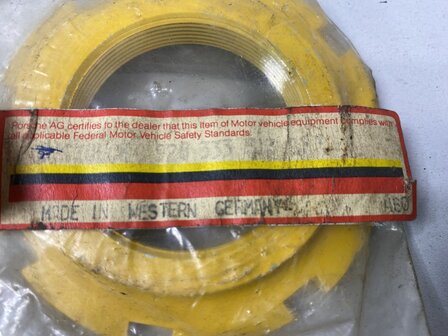 Porsche AG certifies to the dealer that this item of Motor vehicle equipment complies with
all applicable Federal Motor Vehicle Safety Standards.
MADE IN WESTERN GERMANY